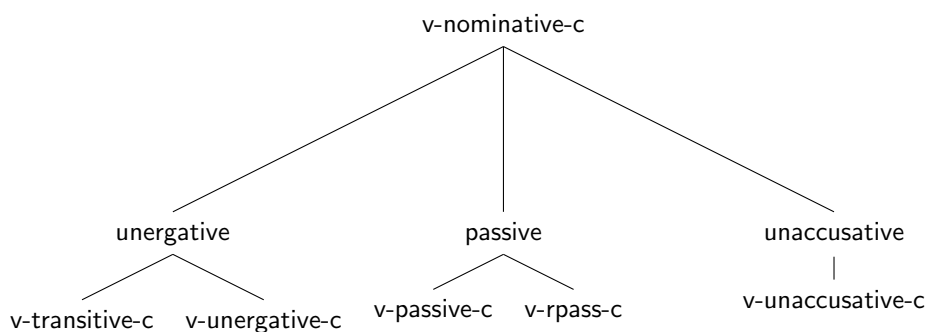 v-nominative-c
unergative passive unaccusative
v-transitive-c v-unergative-c v-passive-c v-rpass-c v-unaccusative-c